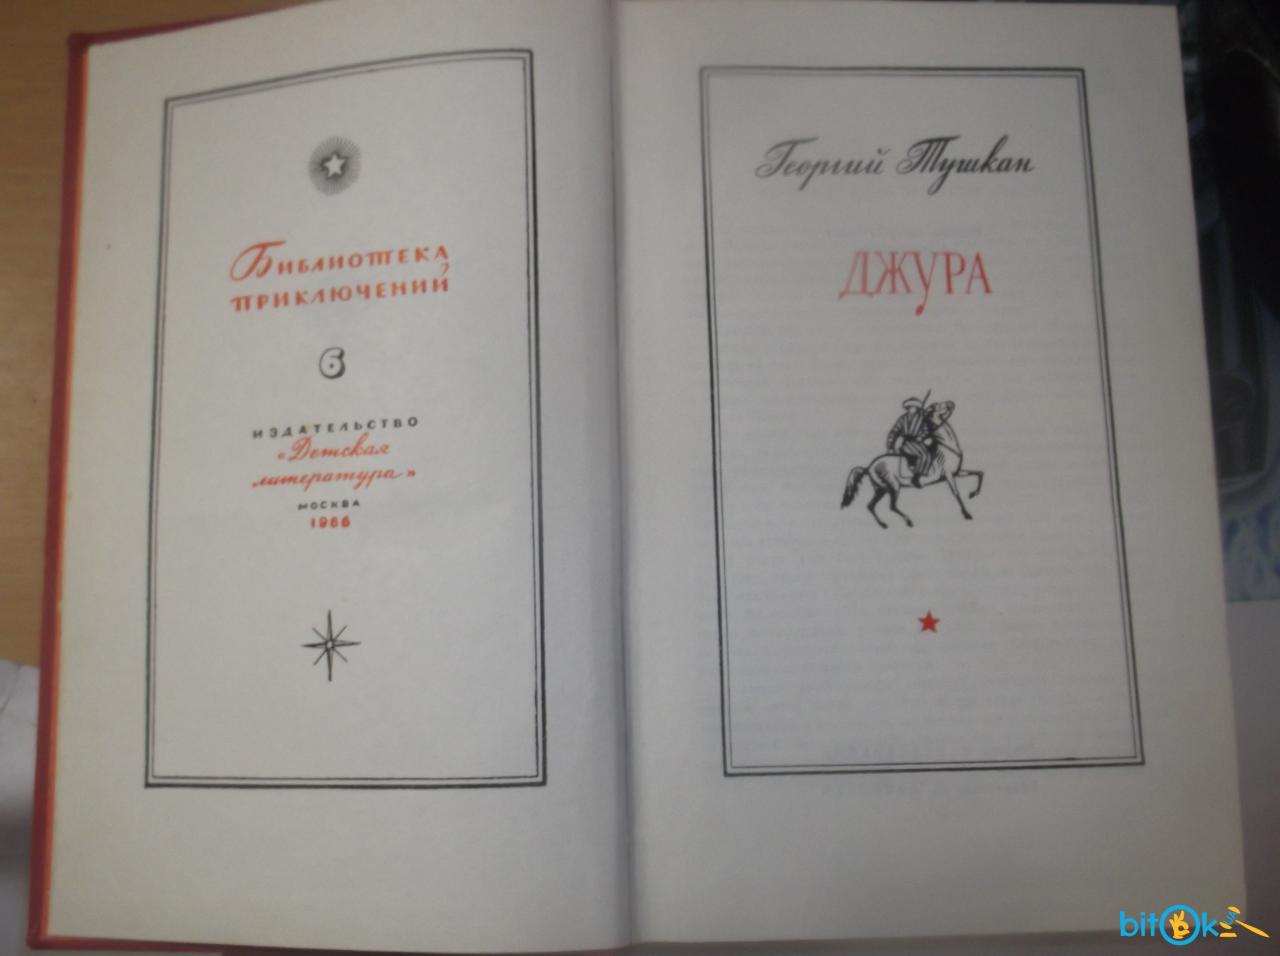 Библиотека
приключений
6
ИЗДАТЕЛЬСТВО
«Детская
литература»
МОСКВА
1966
Георгий Тушкан
ДЖУРА
bitOk